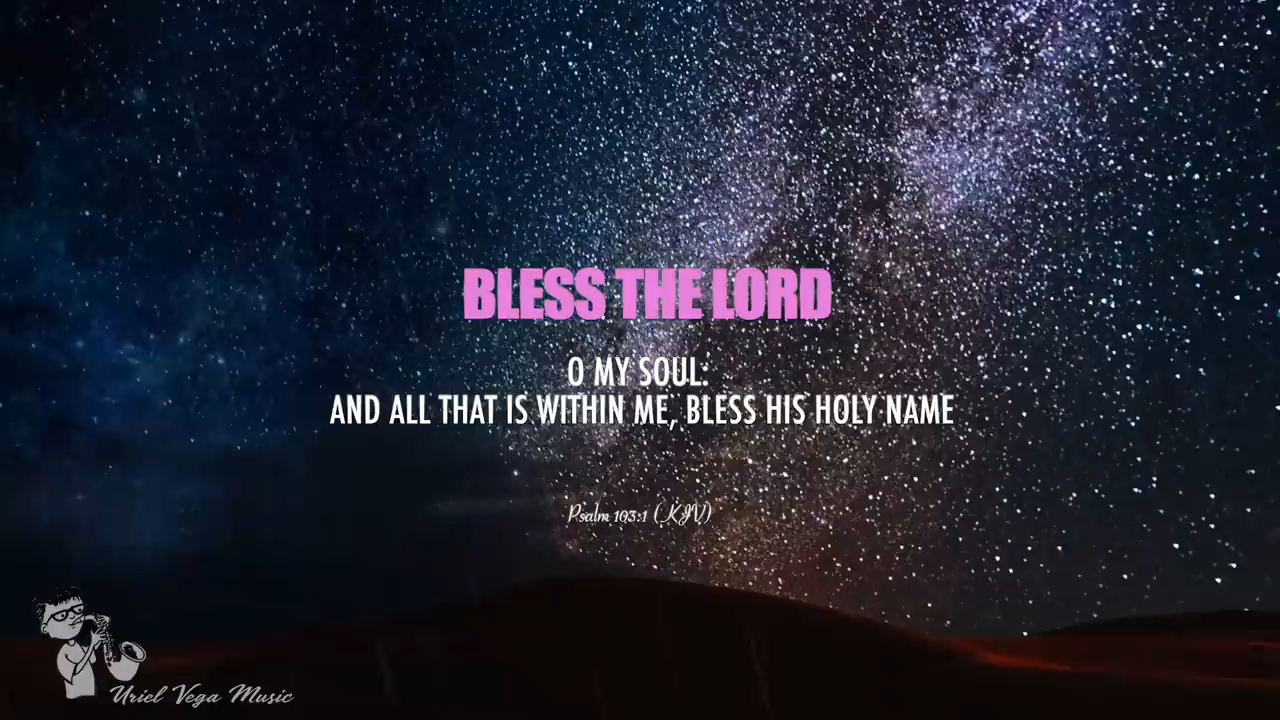 BLESS THE LORD
O MY SOUL:
AND ALL THAT IS WITHIN ME, BLESS HIS HOLY NAME
Psalm 103:1 (KJV)
Uriel Vega Music